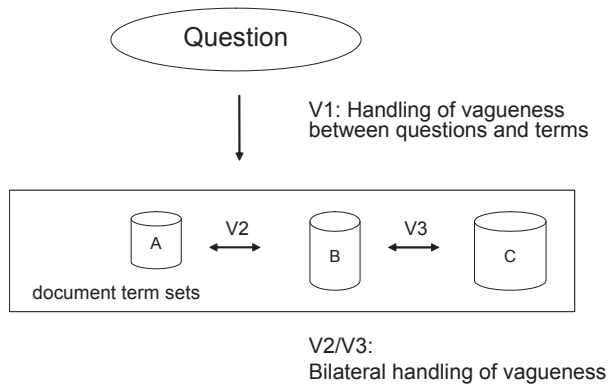 Question
V1: Handling of vagueness
between questions and terms
A
V2
B
V3
C
document term sets
V2/V3:
Bilateral handling of vagueness